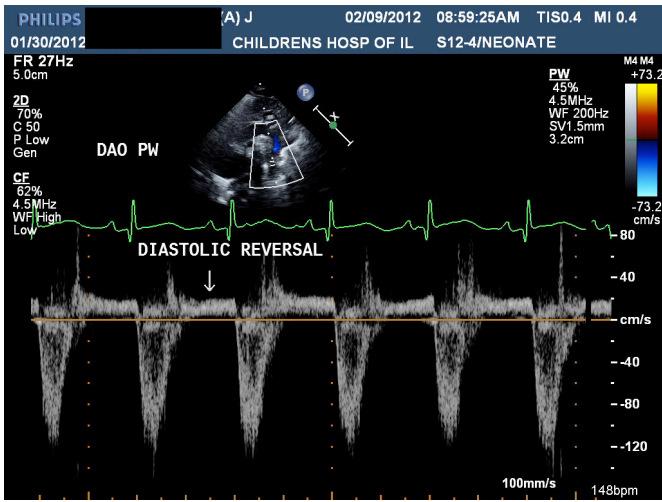 PHILIPS (A) J 02/09/2012 08:59:25AM TIS0.4 MI 0.4
01/30/2012 CHILDRENS HOSP OF IL S12-4/NEONATE
FR 27Hz
5.0cm
2D
70%
C 50
P Low
Gen
CF
62%
4.5MHz
WF High
Low
DAO PW
P
PW
45%
4.5MHz
WF 200Hz
SV1.5mm
3.2cm
M4 M4
+73.2
-73.2
cm/s
DIASTOLIC REVERSAL
80
40
cm/s
-40
-80
-120
100mm/s
148bpm